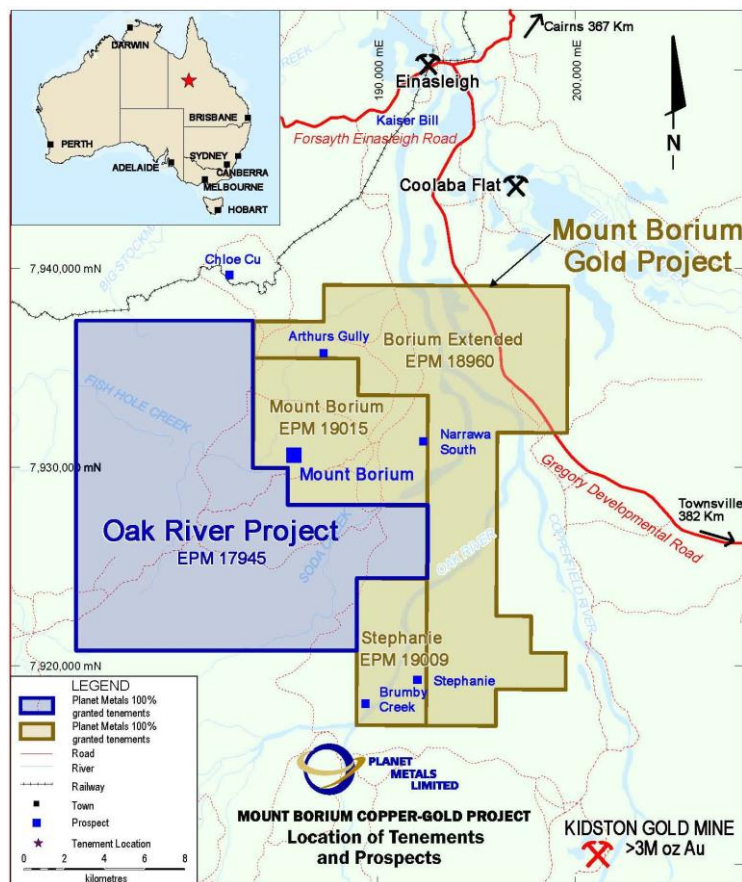 DARWIN
BRISBANE
PERTH
ADELAIDE
SYDNEY
CANBERRA
MELBOURNE
HOBART
190,000 mE
200,000 mE
Cairns 367 Km
Einasleigh
Kaiser Bill
Forsayth Einasleigh Road
N
Coolaba Flat
Mount Borium
Gold Project
7,940,000 mN
Chloe Cu
Arthurs Gully
Borium Extended
EPM 18960
FISH HOLE CREEK
Mount Borium
EPM 19015
Narrawa
South
Mount Borium
7,930,000 mN
Gregory Developmental Road
Townsville
382 Km
Oak River Project
EPM 17945
SODA CREEK
OAK RIVER
COPPERFIELD RIVER
Stephanie
EPM 19009
7,920,000 mN
Stephanie
Brumby
Creek
LEGEND
Planet Metals 100%
granted tenements
Planet Metals 100%
granted tenements
Road
River
Railway
Town
Prospect
Tenement Location
0 2 4 6 8
kilometres
PLANET
METALS
LIMITED
MOUNT BORIUM COPPER-GOLD PROJECT
Location of Tenements
and Prospects
KIDSTON GOLD MINE
>3M oz Au